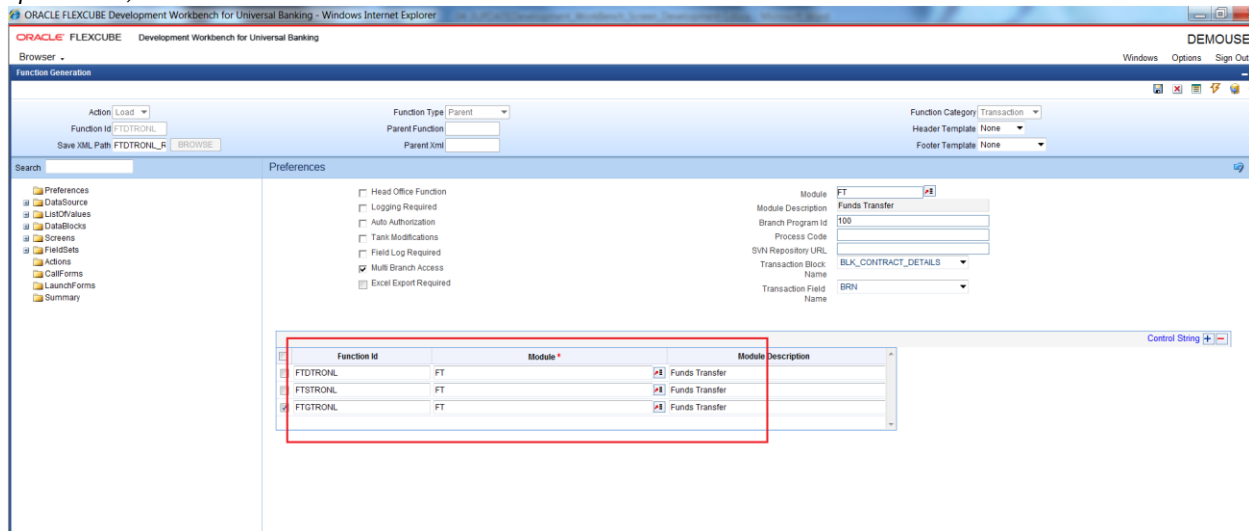 ORACLE FLEXCUBE Development Workbench for Universal Banking - Windows Internet Explorer
ORACLE FLEXCUBE Development Workbench for Universal Banking
DEMOUSE
Browser
Windows Options Sign Out
Function Generation
Action Load Function Type Parent Function Category Transaction
Function Id FTDTRONL Parent Function Header Template None
Save XML Path FTDTRONL_R BROWSE Parent Xml Footer Template None
Search Preferences
Preferences
DataSource
ListOfValues
DataBlocks
Screens
FieldSets
Actions
CallForms
LaunchForms
Summary
Head Office Function
Logging Required
Auto Authorization
Tank Modifications
Field Log Required
Multi Branch Access
Excel Export Required
Module FT
Module Description Funds Transfer
Branch Program Id 100
Process Code
SVN Repository URL
Transaction Block BLK_CONTRACT_DETAILS
Name
Transaction Field BRN
Name
Control String + -
Function Id Module * Module Description
FTDTRONL FT Funds Transfer
FTSTRONL FT Funds Transfer
FTGTRONL FT Funds Transfer